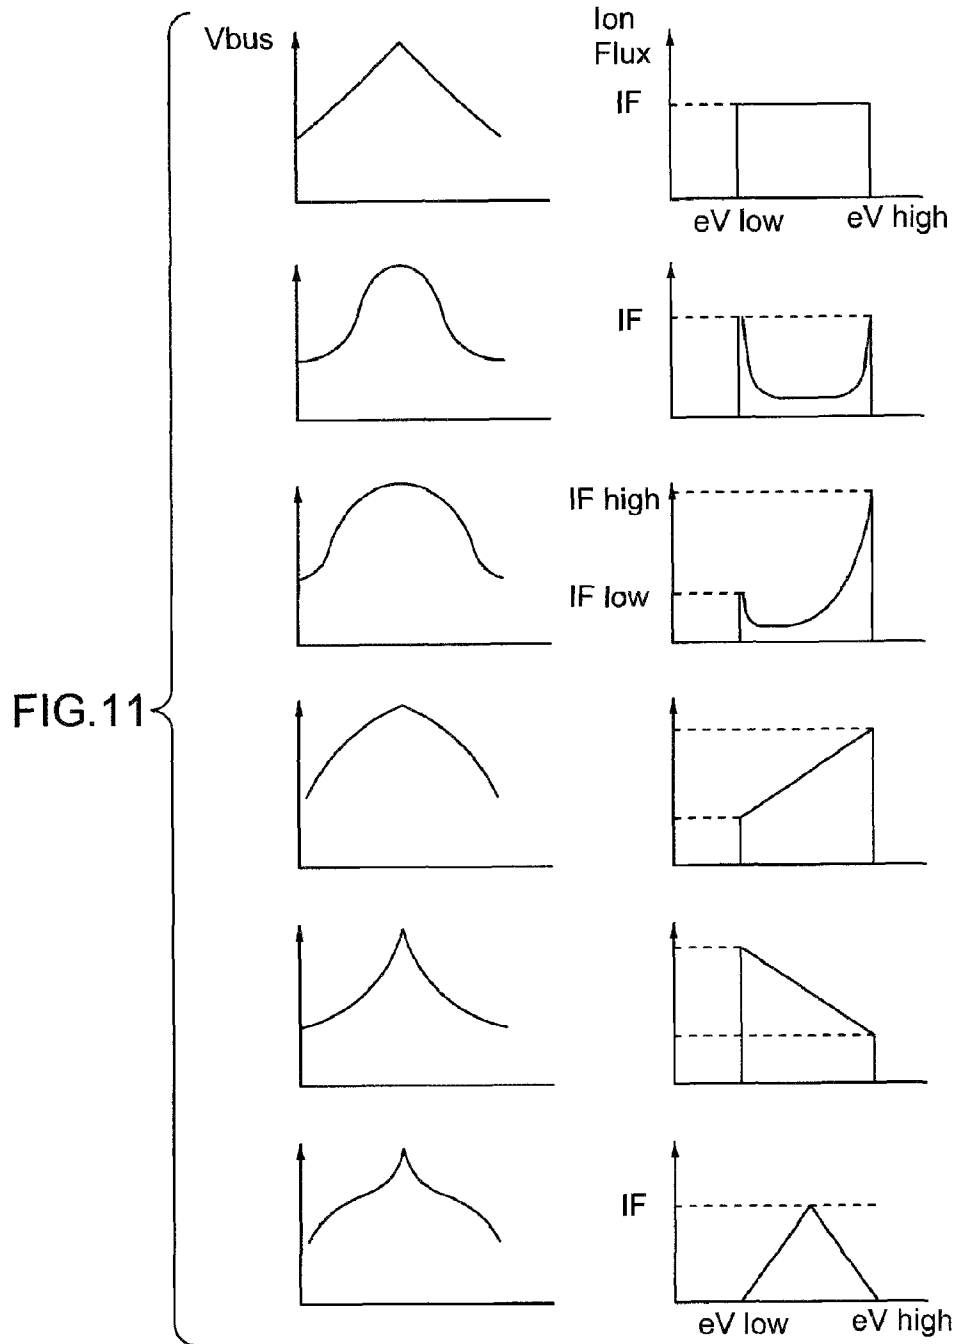 Vbus
Ion
Flux
IF
eV low
eV high
IF
IF high
IF low
FIG.11
IF
eV low
eV high